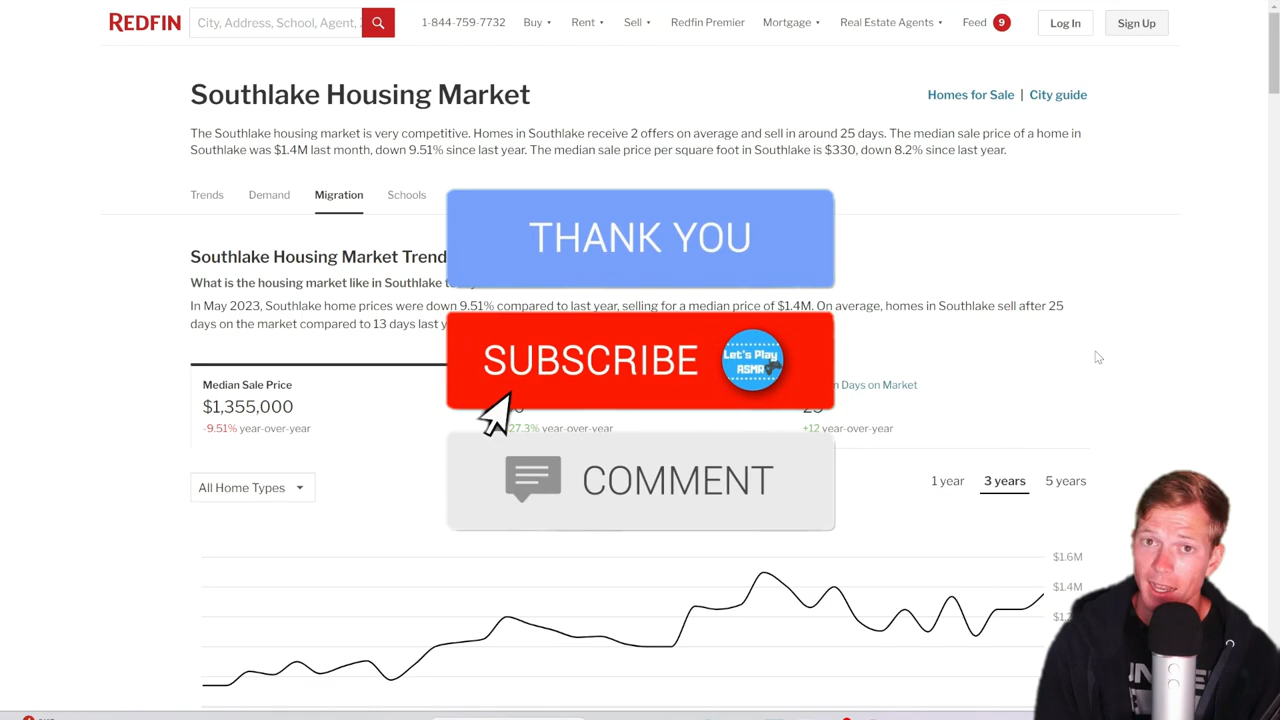 REDFIN
City, Address, School, Agent,
1-844-759-7732
Buy
Rent
Sell
Redfin Premier
Mortgage
Real Estate Agents
Feed 9
Log In
Sign Up
Southlake Housing Market
Homes for Sale | City guide
The Southlake housing market is very competitive. Homes in Southlake receive 2 offers on average and sell in around 25 days. The median sale price of a home in
Southlake was $1.4M last month, down 9.51% since last year. The median sale price per square foot in Southlake is $330, down 8.2% since last year.
Trends
Demand
Migration
Schools
THANK YOU
Southlake Housing Market Trend
What is the housing market like in Southlake
In May 2023, Southlake home prices were down 9.51% compared to last year, selling for a median price of $1.4M. On average, homes in Southlake sell after 25
days on the market compared to 13 days last y
SUBSCRIBE
Let's Play
ASMR
Median Sale Price
$1,355,000
-9.51% year-over-year
27.3% year-over-year
n Days on Market
+12 year-over-year
COMMENT
All Home Types
1 year
3 years
5 years
$1.6M
$1.4M